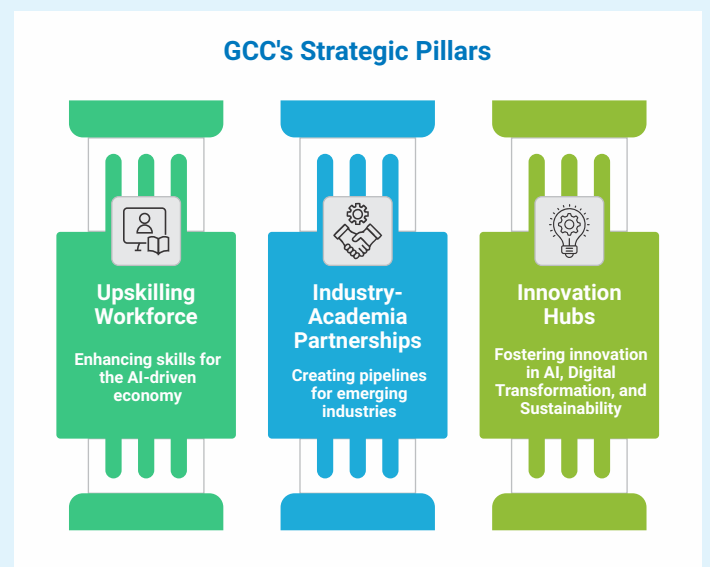 GCC's Strategic Pillars
Upskilling
Workforce
Enhancing skills for
the AI-driven
economy
Industry-
Academia
Partnerships
Creating pipelines
for emerging
industries
Innovation
Hubs
Fostering innovation
in AI, Digital
Transformation, and
Sustainability